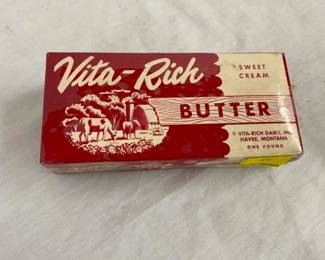 Vita-Rich
SWEET
CREAM
BUTTER
VITA-RICH DAIRY, INC.
HAVRE, MONTANA
ONE POUND